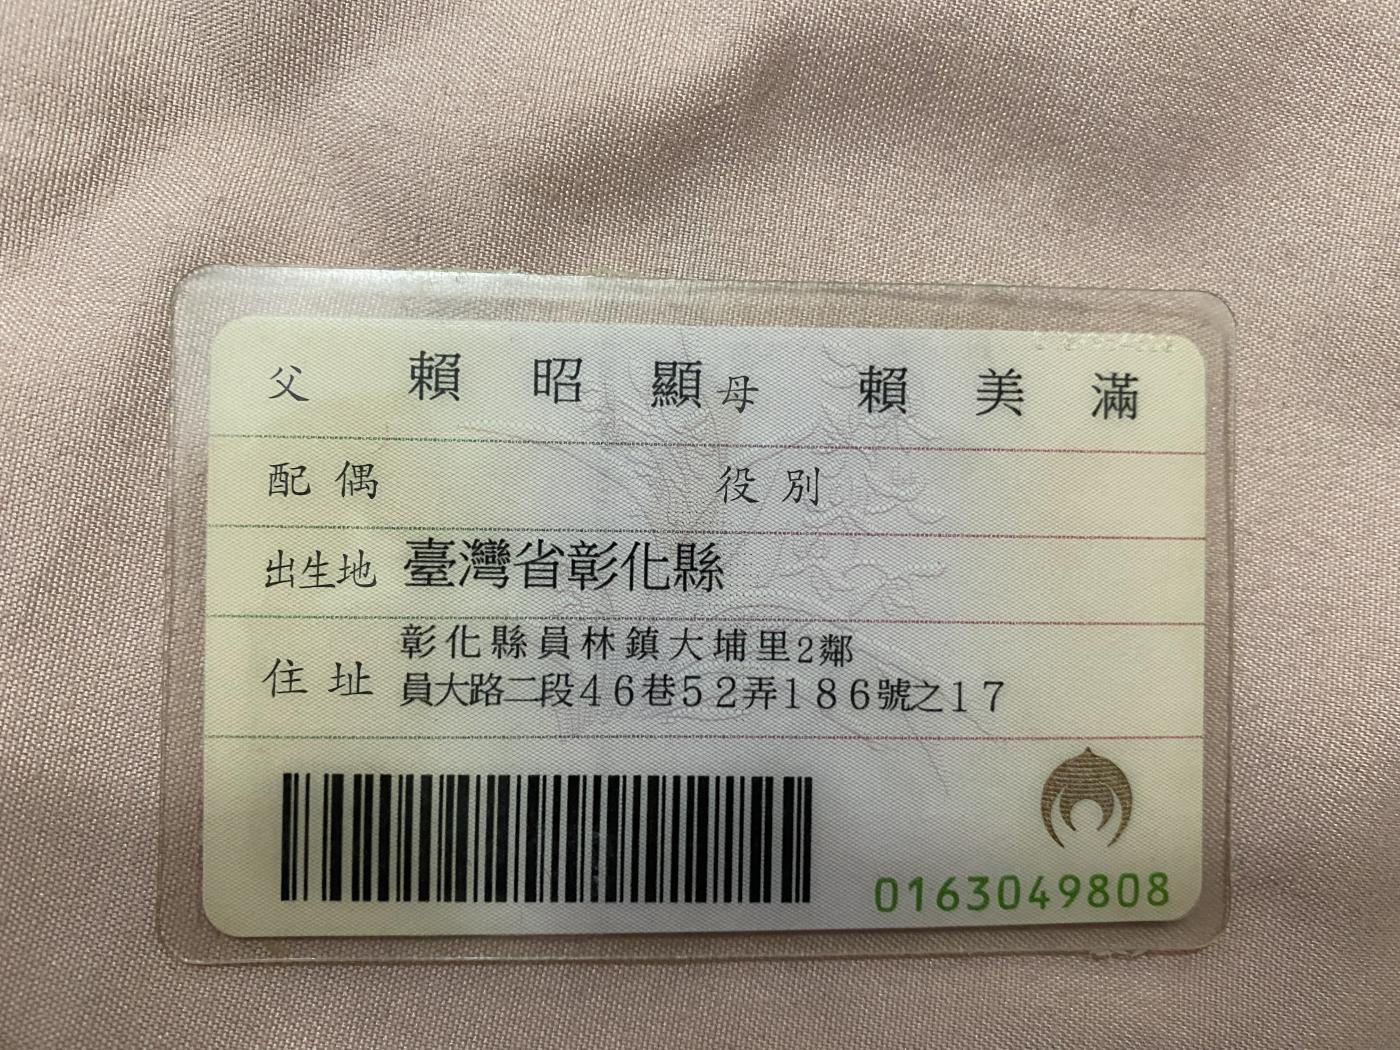 父 賴昭顯 母 賴美滿
配偶 役別
出生地 臺灣省彰化縣
住址 彰化縣員林鎮大埔里2鄰
員大路二段46巷52弄186號之17
0163049808